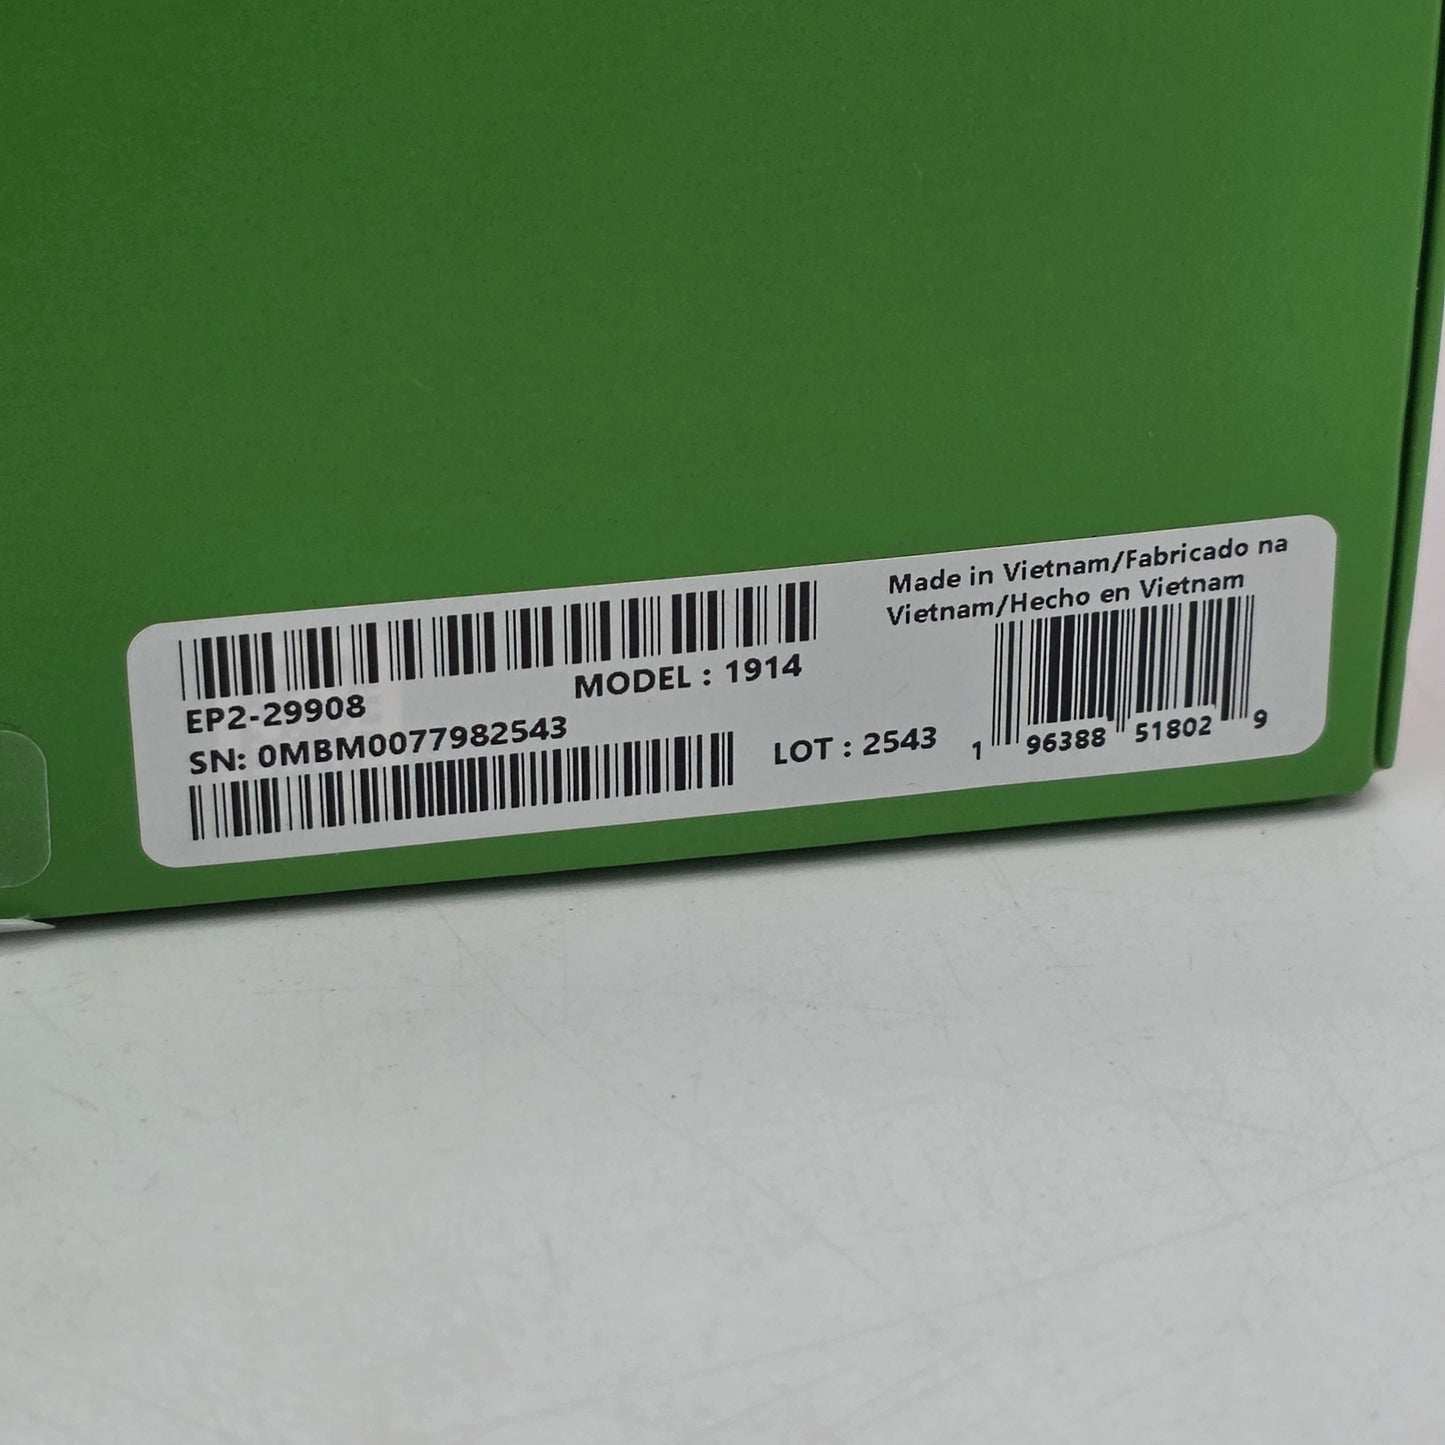 Made in Vietnam/Fabricado na
Vietnam/Hecho en Vietnam
EP2-29908
MODEL : 1914
SN: 0MBM0077982543
LOT : 2543
1 96388 51802 9